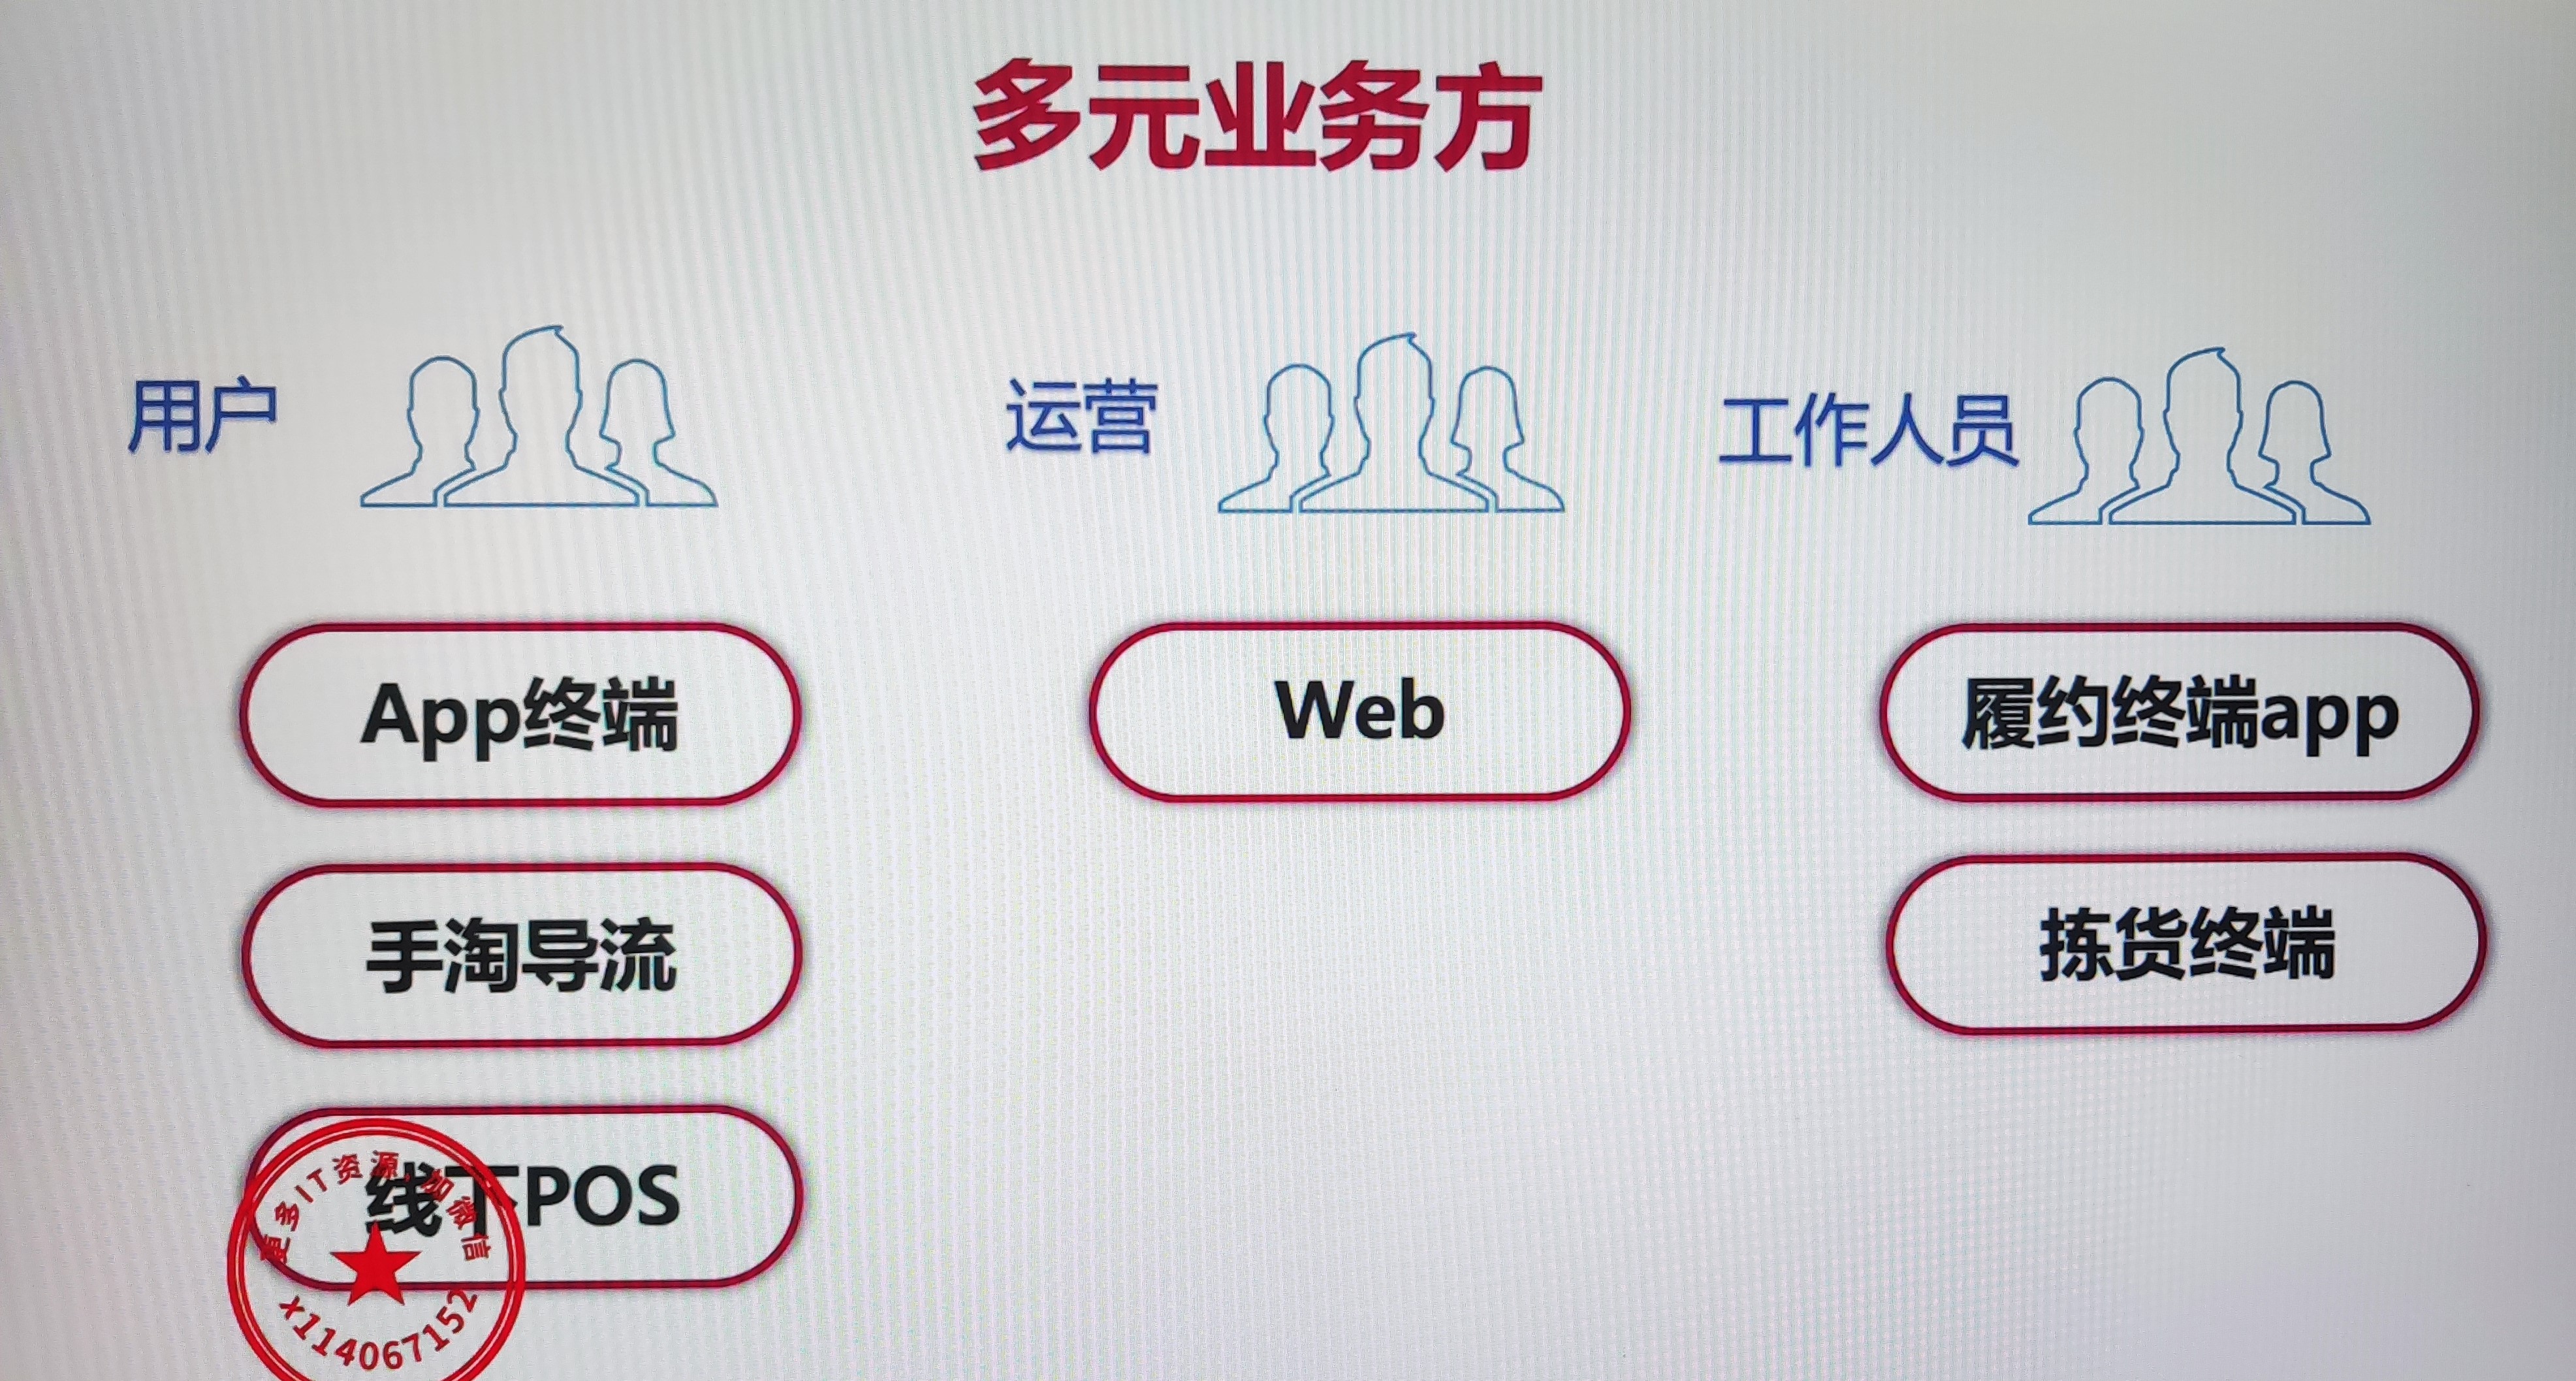 多元业务方
用户
运营
工作人员
App终端
Web
履约终端app
手淘导流
拣货终端
线下POS
更多IT资源，加微信
x114067152